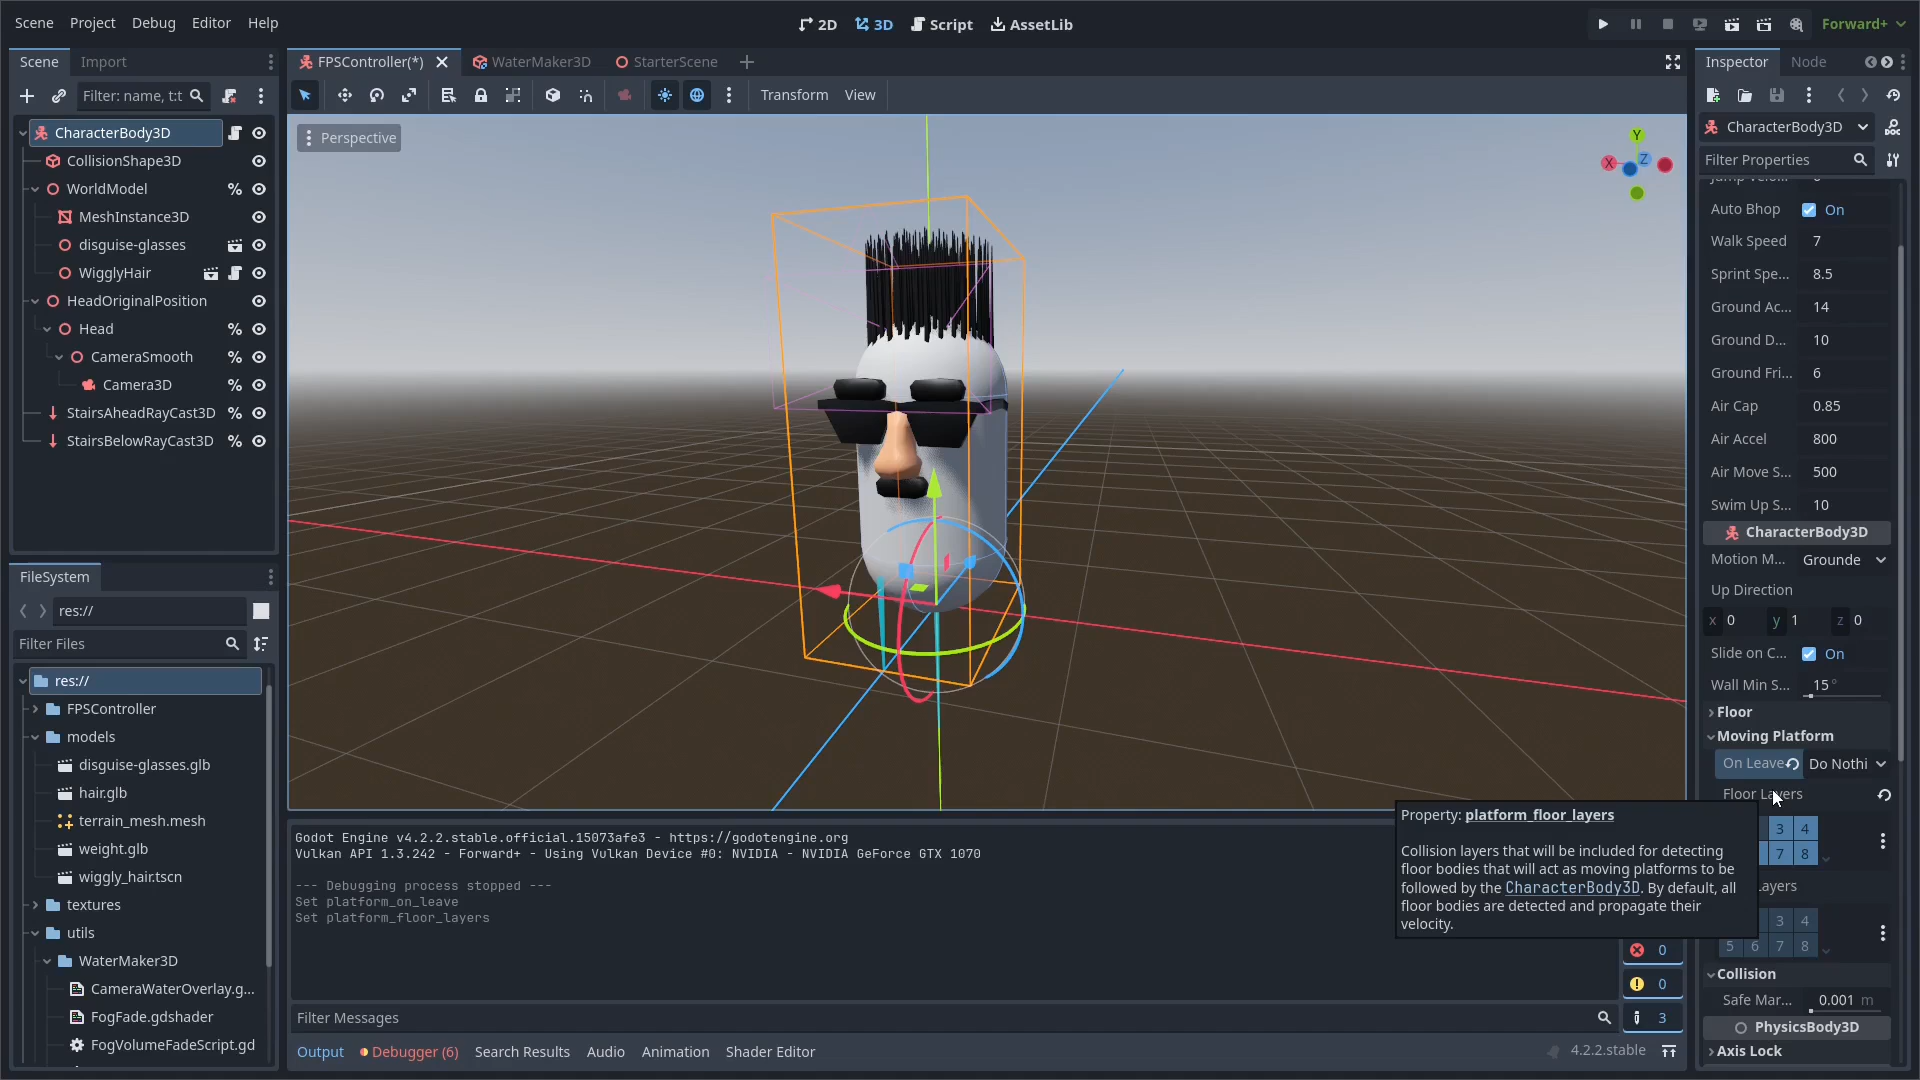 Scene Project Debug Editor Help
2D 3D Script AssetLib
Forward+
Scene Import
FPSController(*) WaterMaker3D StarterScene
Inspector Node
Filter: name, t:t
Transform View
CharacterBody3D
CollisionShape3D
WorldModel
MeshInstance3D
disguise-glasses
WigglyHair
HeadOriginalPosition
Head
CameraSmooth
Camera3D
StairsAheadRayCast3D
StairsBelowRayCast3D
Perspective
Y
X
Z
FileSystem
res://
Filter Files
res://
FPSController
models
disguise-glasses.glb
hair.glb
terrain_mesh.mesh
weight.glb
wiggly_hair.tscn
textures
utils
WaterMaker3D
CameraWaterOverlay.g...
FogFade.gdshader
FogVolumeFadeScript.gd
Godot Engine v4.2.2.stable.official.15073afe3 - https://godotengine.org
Vulkan API 1.3.242 - Forward+ - Using Vulkan Device #0: NVIDIA - NVIDIA GeForce GTX 1070
--- Debugging process stopped ---
Set platform_on_leave
Set platform_floor_layers
0
0
3
Filter Messages
Output Debugger (6) Search Results Audio Animation Shader Editor
4.2.2.stable
Property: platform_floor_layers
Collision layers that will be included for detecting
floor bodies that will act as moving platforms to be
followed by the CharacterBody3D. By default, all
floor bodies are detected and propagate their
velocity.
CharacterBody3D
Filter Properties
Auto Bhop On
Walk Speed 7
Sprint Spe... 8.5
Ground Ac... 14
Ground D... 10
Ground Fri... 6
Air Cap 0.85
Air Accel 800
Air Move S... 500
Swim Up S... 10
CharacterBody3D
Motion M... Grounde
Up Direction
x 0 y 1 z 0
Slide on C... On
Wall Min S... 15 °
Floor
Moving Platform
On Leave Do Nothi
Floor Layers
3 4
7 8
ayers
3 4
5 6 7 8
Collision
Safe Mar... 0.001 m
PhysicsBody3D
Axis Lock